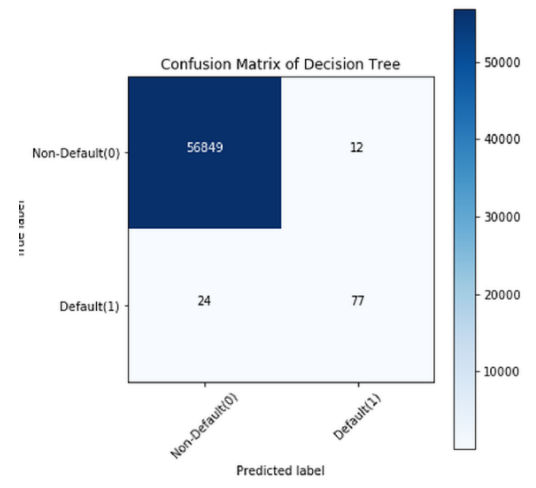 Confusion Matrix of Decision Tree
50000
Non-Default(0)
56849
12
40000
30000
Default(1)
24
77
20000
10000
Non-Default(0)
Default(1)
Predicted label